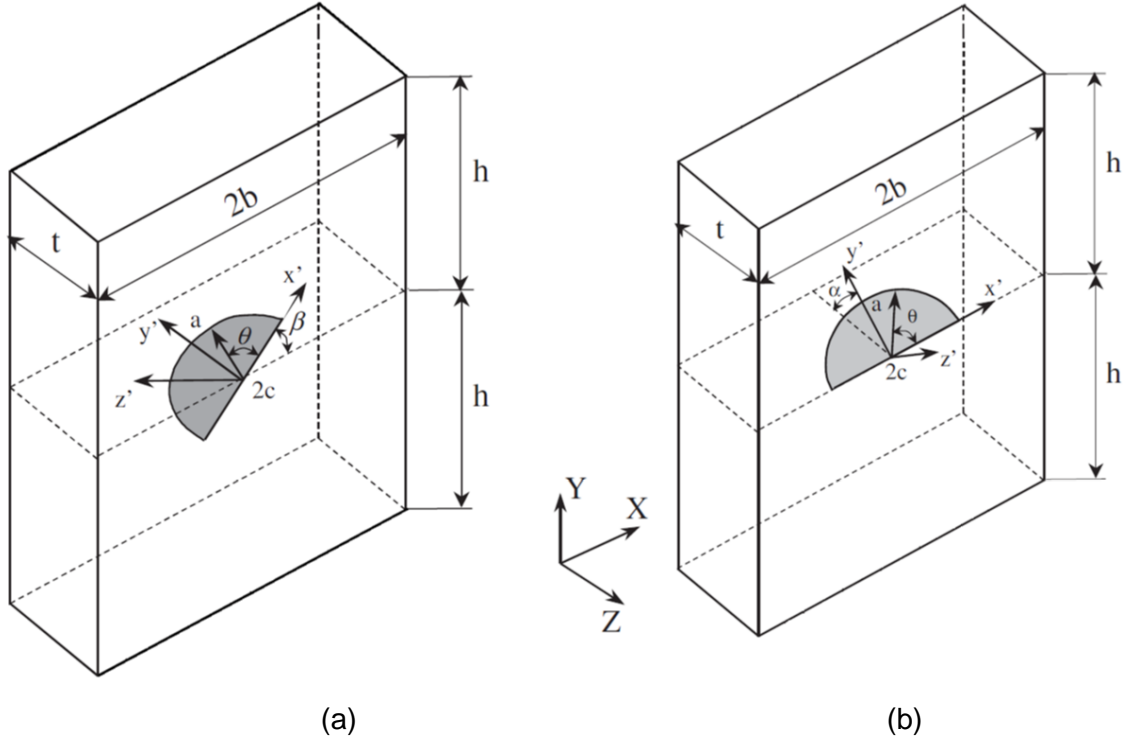 h
2b
t
x'
β
a
y'
θ
z'
2c
h
(a)
Y
X
Z
h
2b
t
y'
α
a
θ
x'
z'
2c
h
(b)